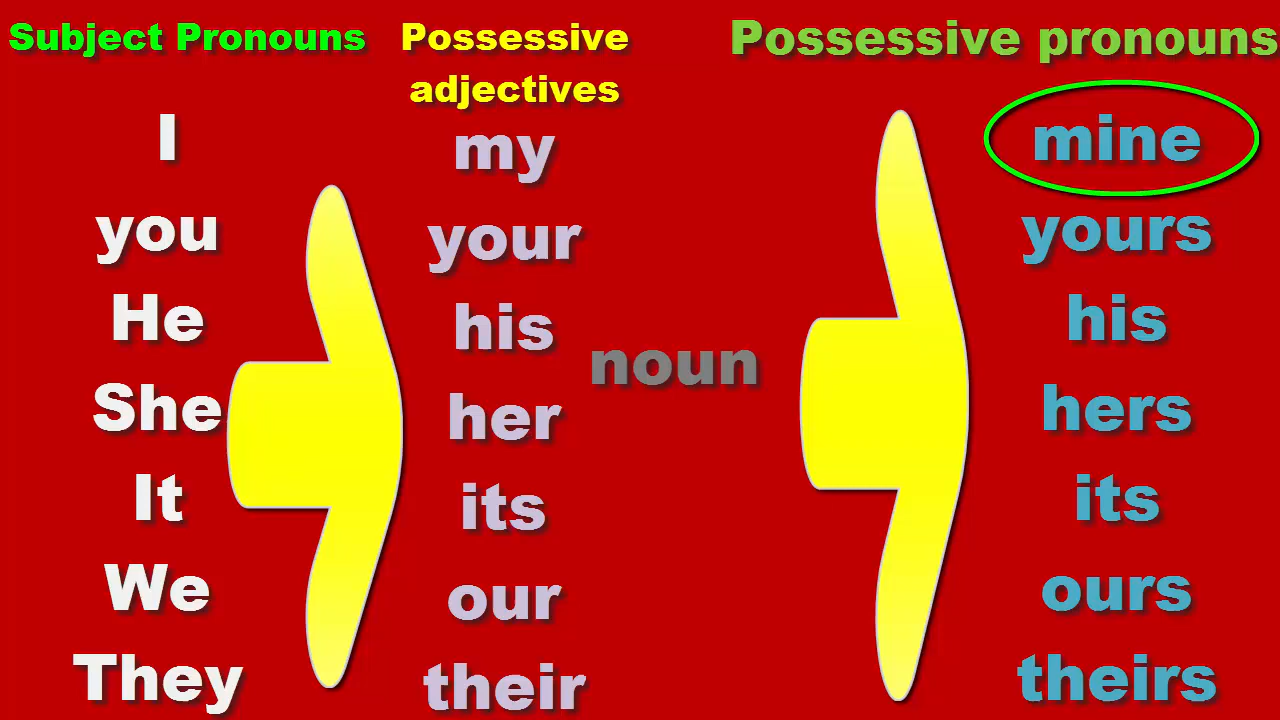 Subject Pronouns
Possessive
adjectives
Possessive pronouns
I
my
mine
you
your
yours
He
his
his
noun
She
her
hers
It
its
its
We
our
ours
They
their
theirs